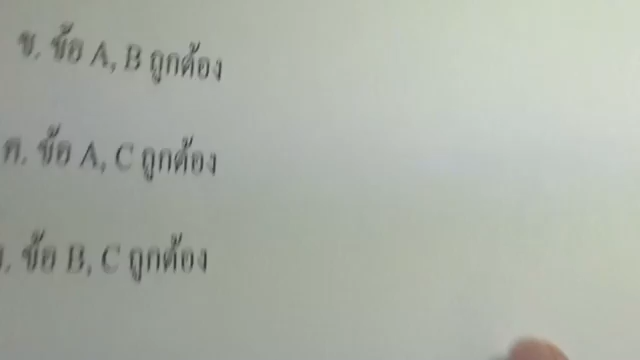 ข. ข้อ A, B ถูกต้อง
ค. ข้อ A, C ถูกต้อง
ข้อ B, C ถูกต้อง